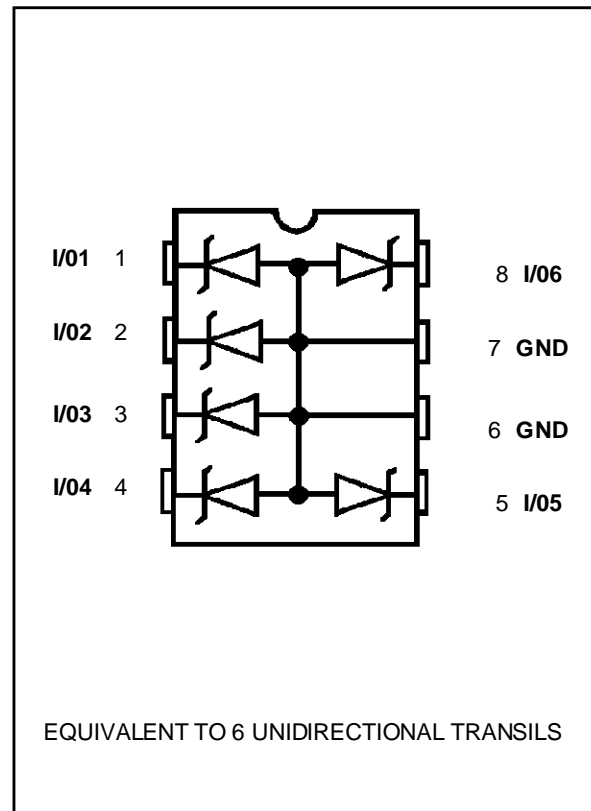 I/01 1
8 I/06
I/02 2
7 GND
I/03 3
6 GND
I/04 4
5 I/05
EQUIVALENT TO 6 UNIDIRECTIONAL TRANSILS